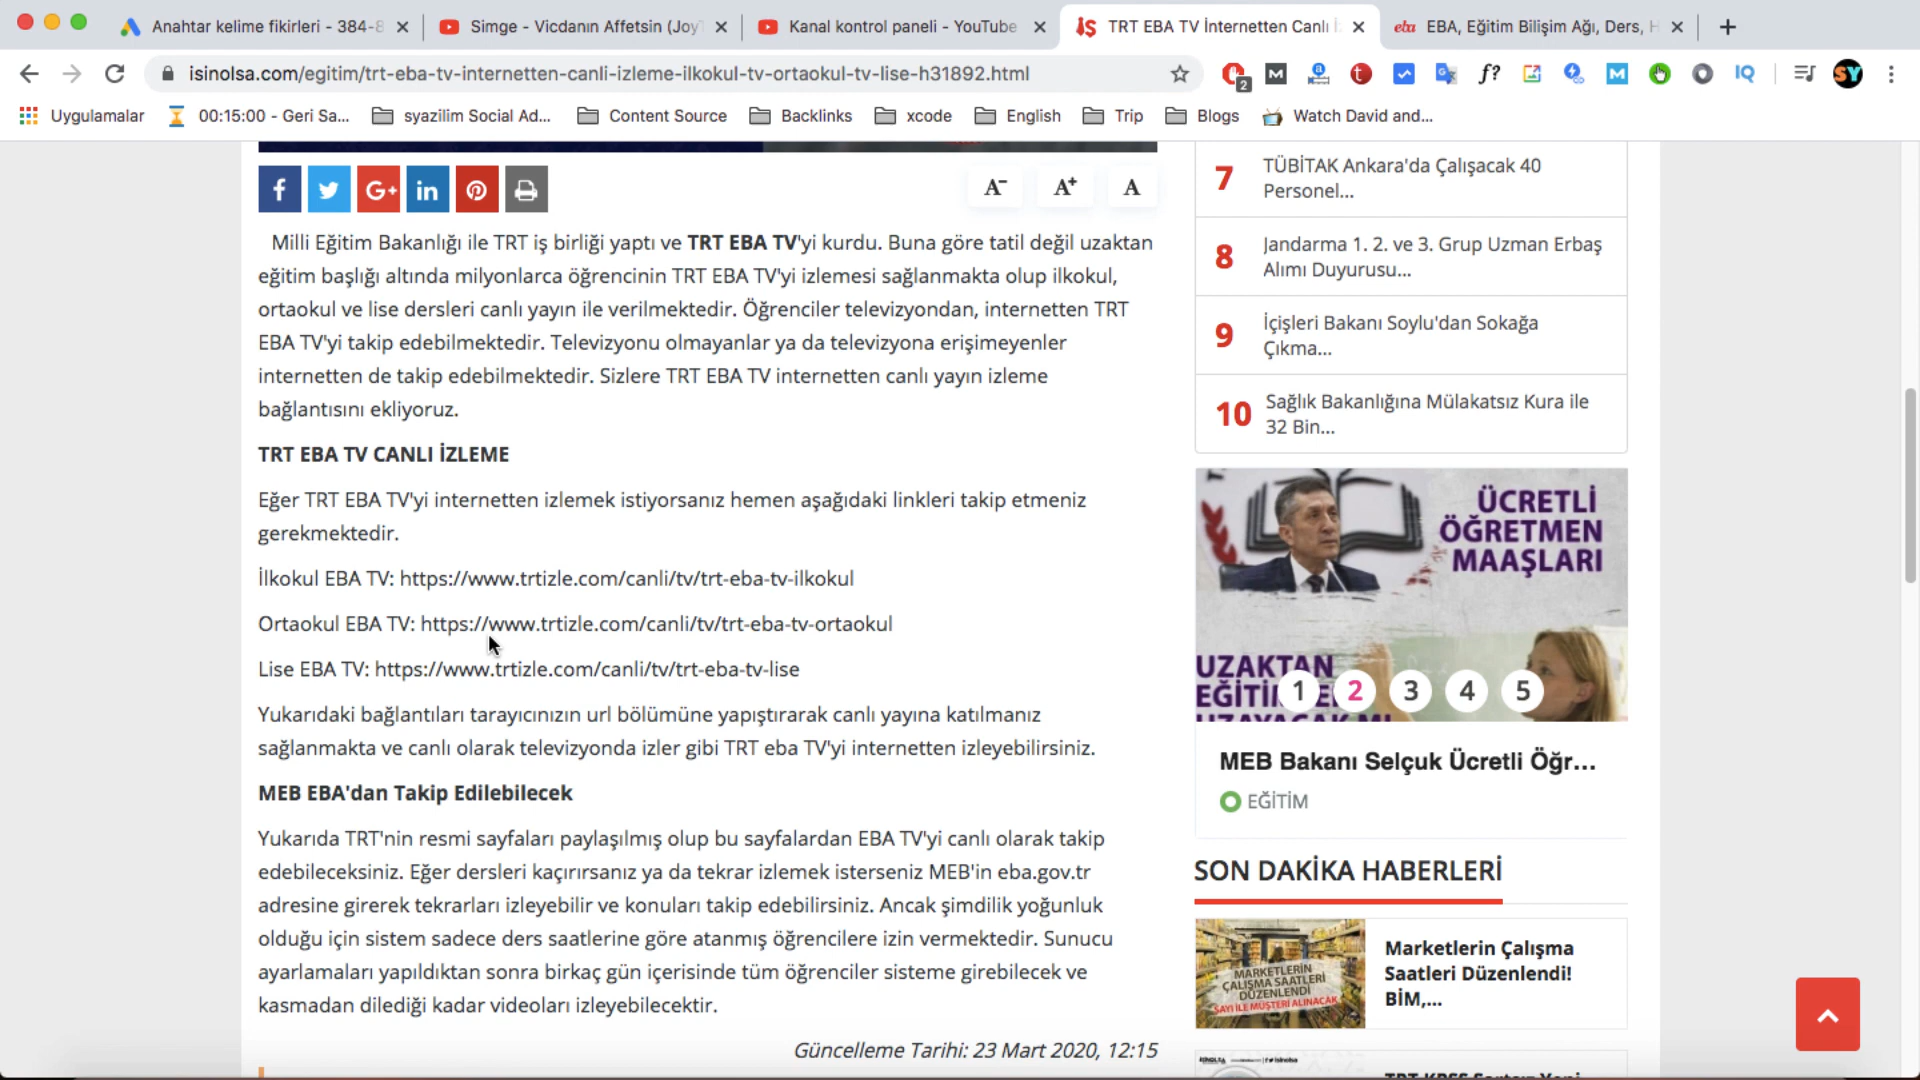 Anahtar kelime fikirleri - 384-8
Simge - Vicdanın Affetsin (Joy
Kanal kontrol paneli - YouTube
TRT EBA TV İnternetten Canlı İ
eba EBA, Eğitim Bilişim Ağı, Ders, H
isinolsa.com/egitim/trt-eba-tv-internetten-canli-izleme-ilkokul-tv-ortaokul-tv-lise-h31892.html
2
f?
IQ
SY
Uygulamalar
00:15:00 - Geri Sa...
syazilim Social Ad...
Content Source
Backlinks
xcode
English
Trip
Blogs
Watch David and...
A-
A+
A
Milli Eğitim Bakanlığı ile TRT iş birliği yaptı ve TRT EBA TV'yi kurdu. Buna göre tatil değil uzaktan
eğitim başlığı altında milyonlarca öğrencinin TRT EBA TV'yi izlemesi sağlanmakta olup ilkokul,
ortaokul ve lise dersleri canlı yayın ile verilmektedir. Öğrenciler televizyondan, internetten TRT
EBA TV'yi takip edebilmektedir. Televizyonu olmayanlar ya da televizyona erişimeyenler
internetten de takip edebilmektedir. Sizlere TRT EBA TV internetten canlı yayın izleme
bağlantısını ekliyoruz.
TRT EBA TV CANLI İZLEME
Eğer TRT EBA TV'yi internetten izlemek istiyorsanız hemen aşağıdaki linkleri takip etmeniz
gerekmektedir.
İlkokul EBA TV: https://www.trtizle.com/canli/tv/trt-eba-tv-ilkokul
Ortaokul EBA TV: https://www.trtizle.com/canli/tv/trt-eba-tv-ortaokul
Lise EBA TV: https://www.trtizle.com/canli/tv/trt-eba-tv-lise
Yukarıdaki bağlantıları tarayıcınızın url bölümüne yapıştırarak canlı yayına katılmanız
sağlanmakta ve canlı olarak televizyonda izler gibi TRT eba TV'yi internetten izleyebilirsiniz.
MEB EBA'dan Takip Edilebilecek
Yukarıda TRT'nin resmi sayfaları paylaşılmış olup bu sayfalardan EBA TV'yi canlı olarak takip
edebileceksiniz. Eğer dersleri kaçırırsanız ya da tekrar izlemek isterseniz MEB'in eba.gov.tr
adresine girerek tekrarları izleyebilir ve konuları takip edebilirsiniz. Ancak şimdilik yoğunluk
olduğu için sistem sadece ders saatlerine göre atanmış öğrencilere izin vermektedir. Sunucu
ayarlamaları yapıldıktan sonra birkaç gün içerisinde tüm öğrenciler sisteme girebilecek ve
kasmadan dilediği kadar videoları izleyebilecektir.
Güncelleme Tarihi: 23 Mart 2020, 12:15
7 TÜBİTAK Ankara'da Çalışacak 40
Personel...
8 Jandarma 1. 2. ve 3. Grup Uzman Erbaş
Alımı Duyurusu...
9 İçişleri Bakanı Soylu'dan Sokağa
Çıkma...
10 Sağlık Bakanlığına Mülakatsız Kura ile
32 Bin...
ÜCRETLİ
ÖĞRETMEN
MAAŞLARI
UZAKTAN
1 2 3 4 5
MEB Bakanı Selçuk Ücretli Öğr...
EĞİTİM
SON DAKİKA HABERLERİ
MARKETLERİN
ÇALIŞMA SAATLERİ
DÜZENLENDİ
SAYI İLE MÜŞTERİ ALINACAK
Marketlerin Çalışma
Saatleri Düzenlendi!
BİM,...